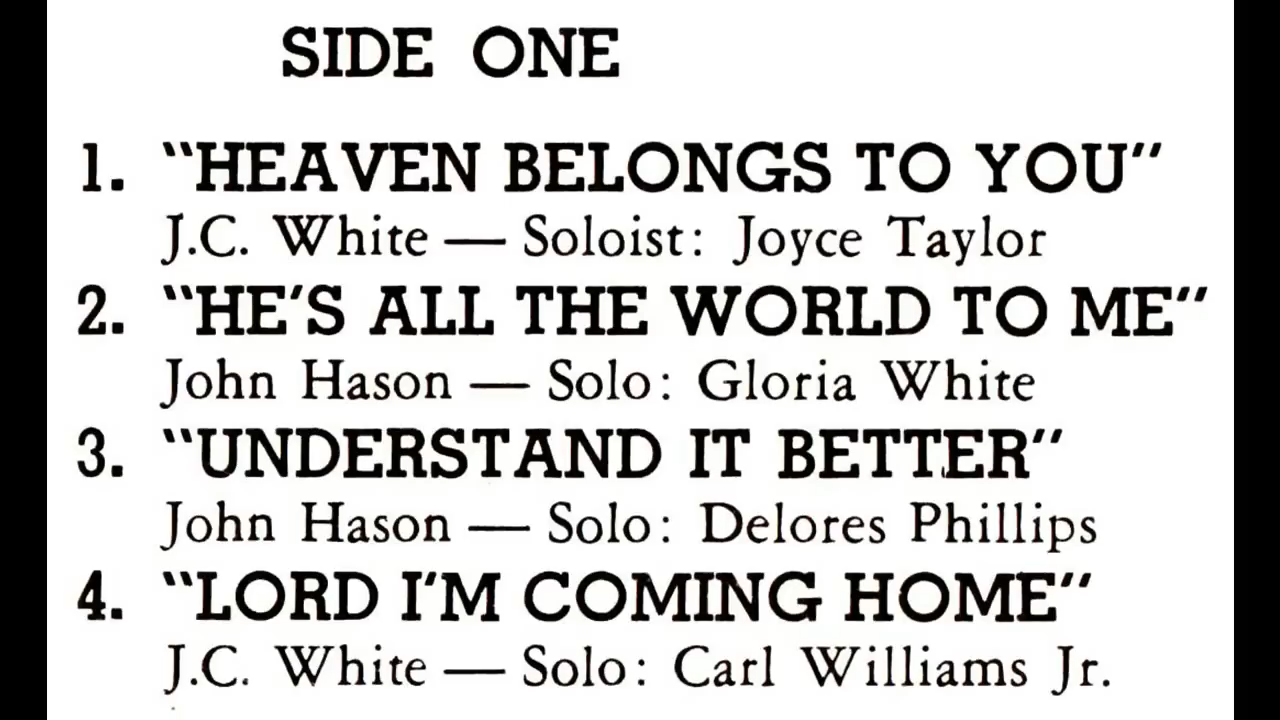 SIDE ONE
1. "HEAVEN BELONGS TO YOU"
J.C. White — Soloist: Joyce Taylor
2. "HE'S ALL THE WORLD TO ME"
John Hason — Solo: Gloria White
3. "UNDERSTAND IT BETTER"
John Hason — Solo: Delores Phillips
4. "LORD I'M COMING HOME"
J.C. White — Solo: Carl Williams Jr.